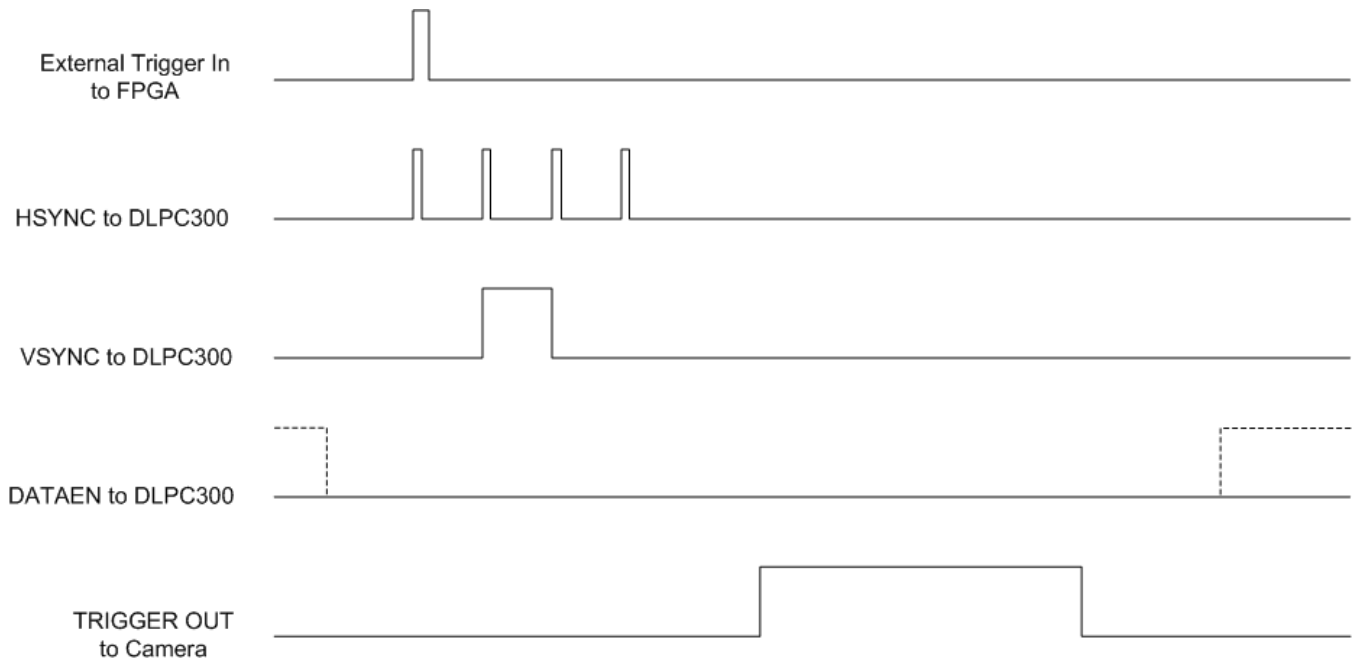 External Trigger In
to FPGA
HSYNC to DLPC300
VSYNC to DLPC300
DATAEN to DLPC300
TRIGGER OUT
to Camera